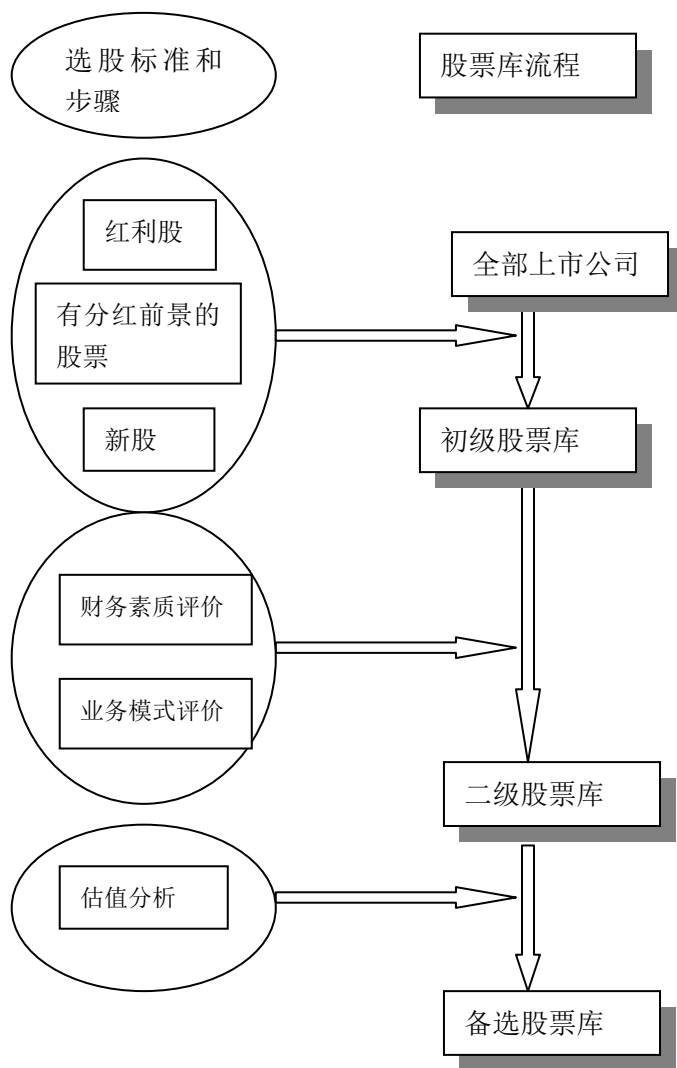 选股标准和
步骤
股票库流程
红利股
全部上市公司
有分红前景的
股票
新股
初级股票库
财务素质评价
业务模式评价
二级股票库
估值分析
备选股票库